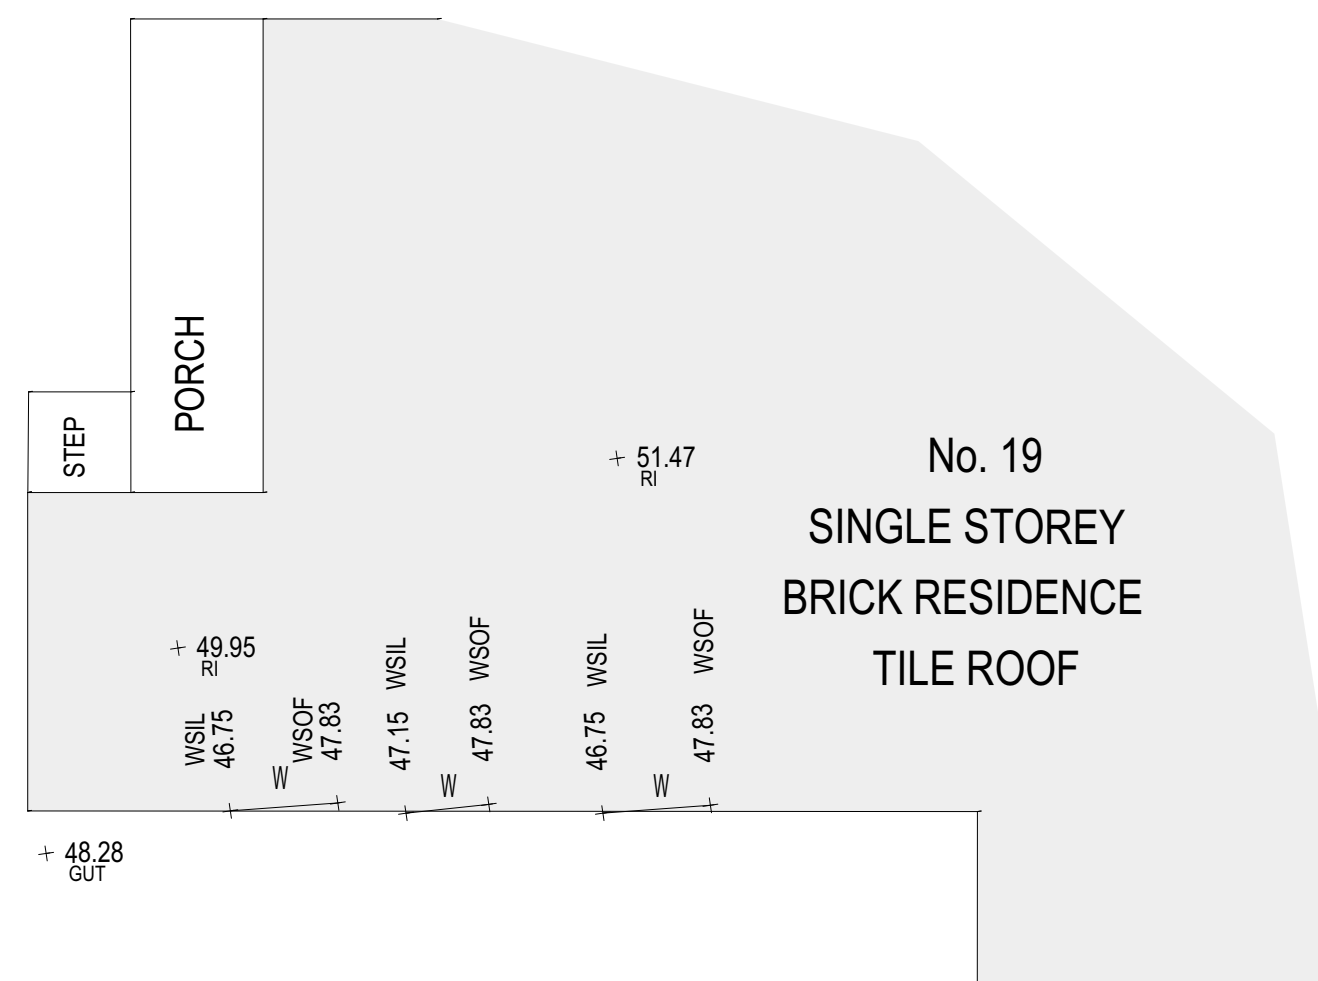 PORCH
STEP
51.47
RI
No. 19
SINGLE STOREY
BRICK RESIDENCE
TILE ROOF
49.95
RI
WSIL
46.75
WSOF
47.83
47.15 WSIL
47.83 WSOF
46.75 WSIL
47.83 WSOF
W
W
W
48.28
GUT